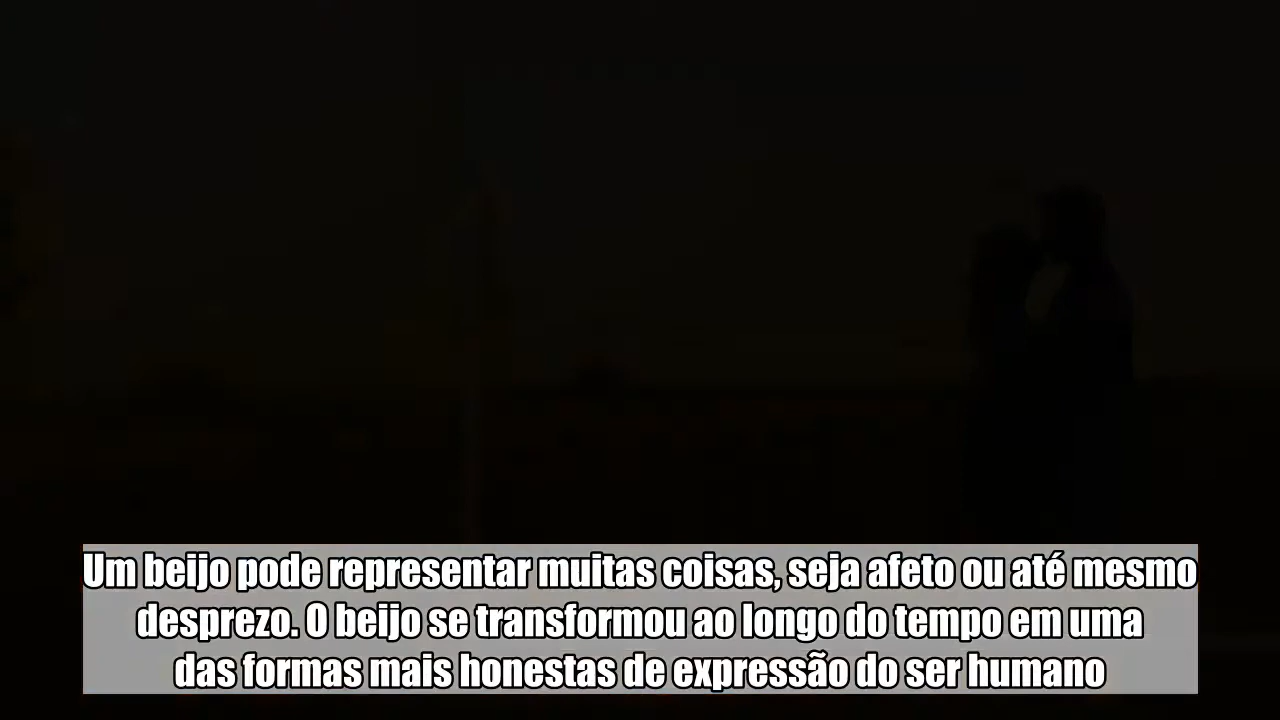 Um beijo pode representar muitas coisas, seja afeto ou até mesmo
desprezo. O beijo se transformou ao longo do tempo em uma
das formas mais honestas de expressão do ser humano